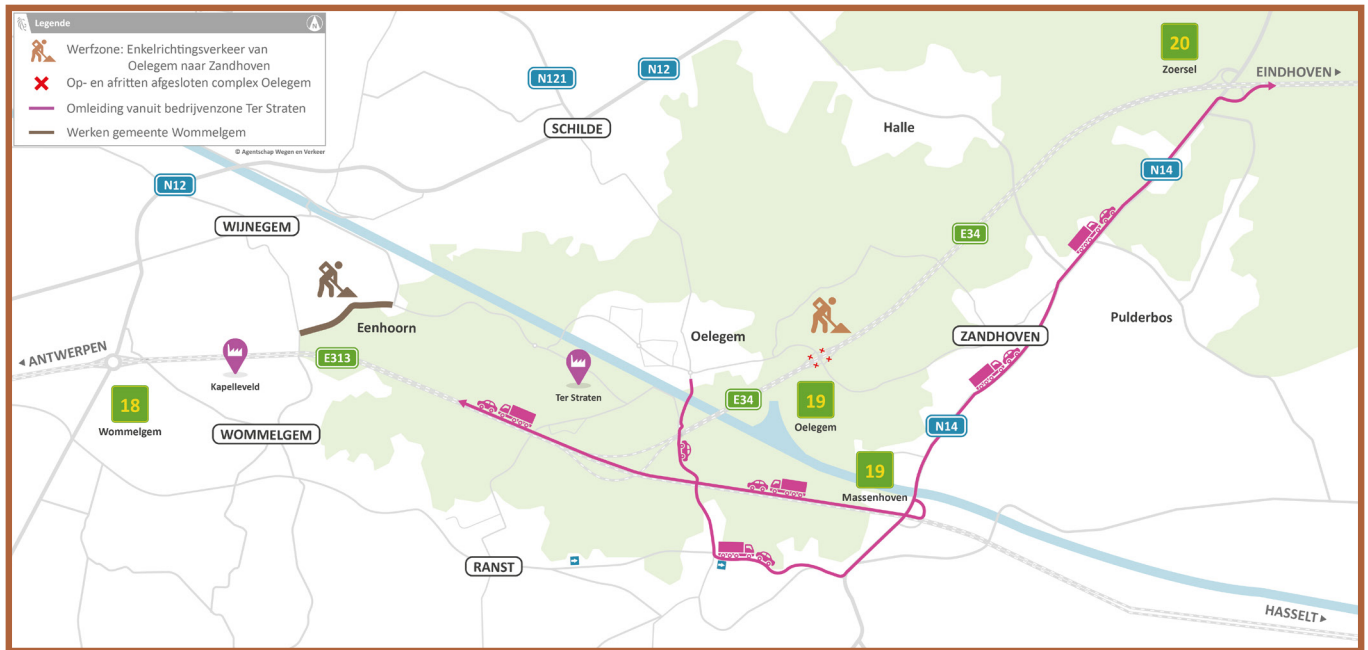 Legende
Werfzone: Enkelrichtingsverkeer van
Oelegem naar Zandhoven
Op- en afritten afgesloten complex Oelegem
Omleiding vanuit bedrijvenzone Ter Straten
Werken gemeente Wommelgem
© Agentschap Wegen en Verkeer
20
Zoersel
EINDHOVEN
N12
N121
SCHILDE
Halle
N14
N12
WIJNEGEM
E34
Eenhoorn
Oelegem
ZANDHOVEN
Pulderbos
ANTWERPEN
E313
Kapelleveld
Ter Straten
E34
19
Oelegem
18
Wommelgem
WOMMELGEM
N14
19
Massenhoven
RANST
HASSELT